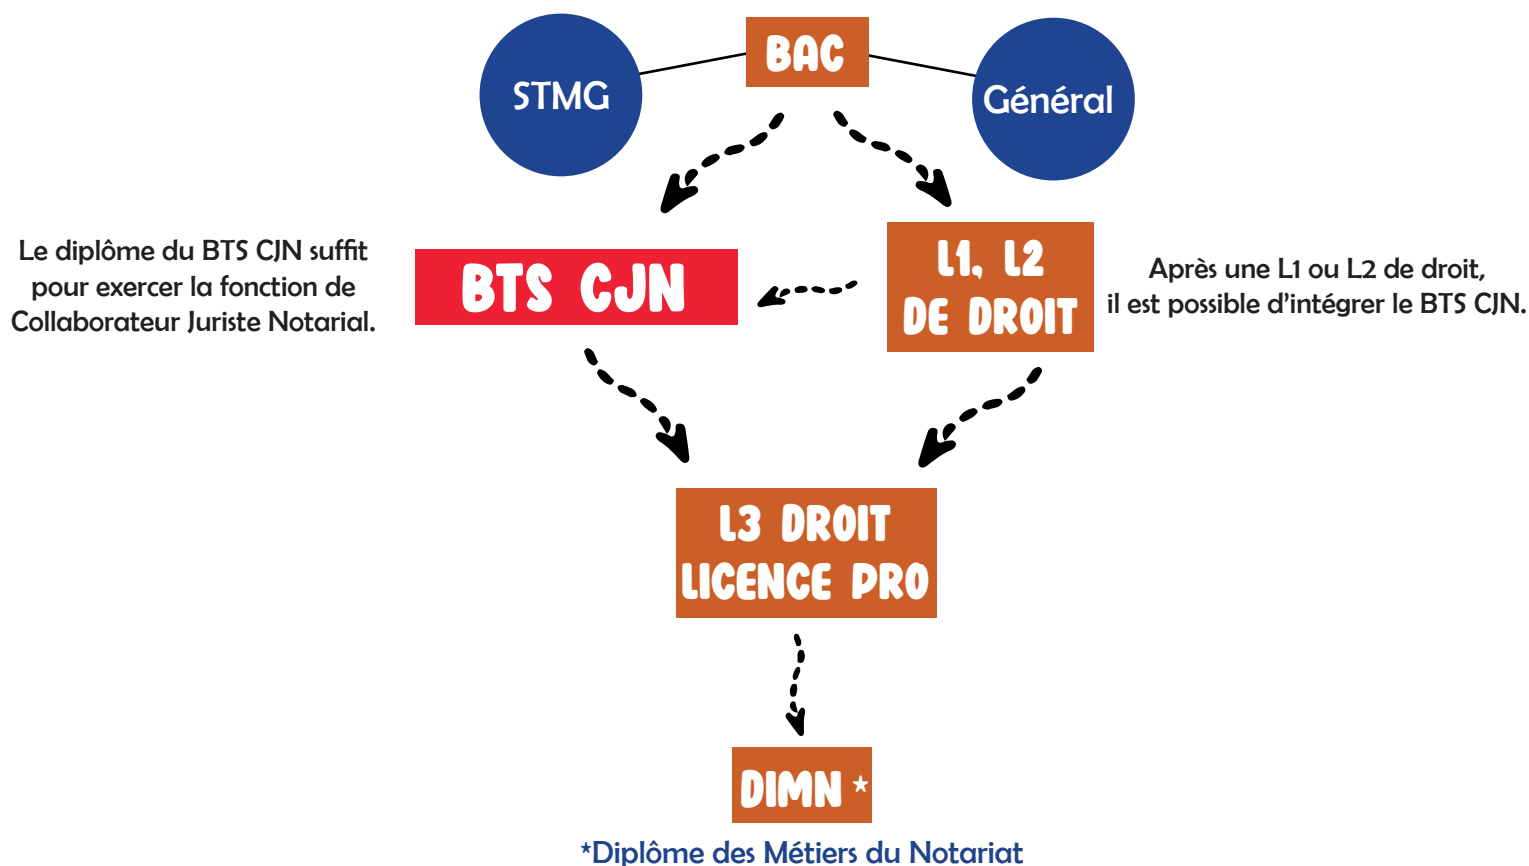 BAC
STMG
Général
Le diplôme du BTS CJN suffit
pour exercer la fonction de
Collaborateur Juriste Notarial.
BTS CJN
L1, L2
DE DROIT
Après une L1 ou L2 de droit,
il est possible d'intégrer le BTS CJN.
L3 DROIT
LICENCE PRO
DIMN *
*Diplôme des Métiers du Notariat